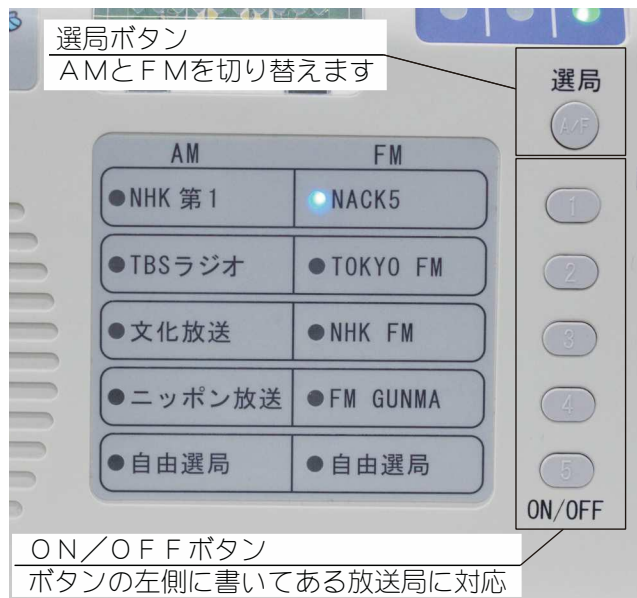 選局ボタン
AMとFMを切り替えます
選局
A/F
AM FM
●NHK 第1 ●NACK5 1
●TBSラジオ ●TOKYO FM 2
●文化放送 ●NHK FM 3
●ニッポン放送 ●FM GUNMA 4
●自由選局 ●自由選局 5
ON/OFF
ON/OFFボタン
ボタンの左側に書いてある放送局に対応